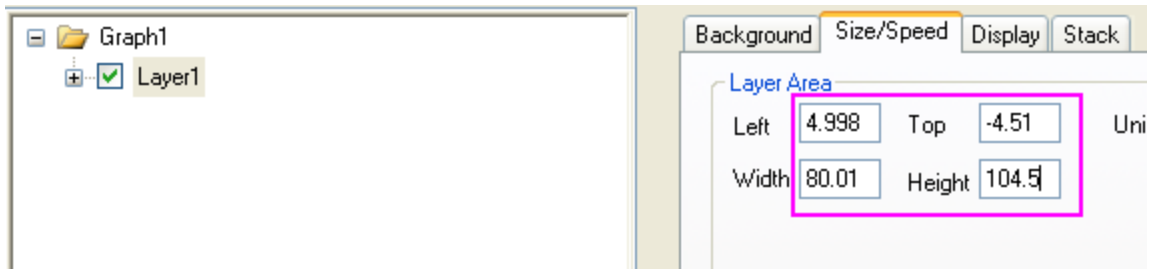 Graph1
Layer1
Background Size/Speed Display Stack
Layer Area
Left 4.998 Top -4.51 Uni
Width 80.01 Height 104.5